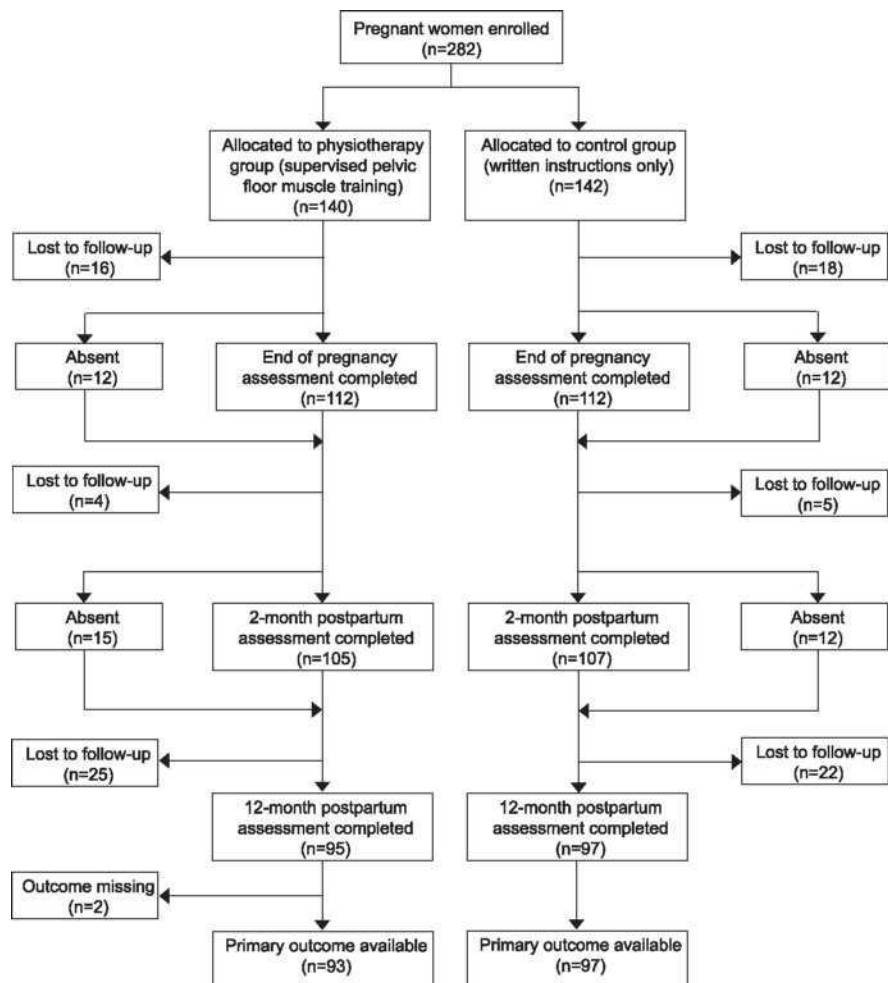 Pregnant women enrolled
(n=282)
Allocated to physiotherapy
group (supervised pelvic
floor muscle training)
(n=140)
Allocated to control group
(written instructions only)
(n=142)
Lost to follow-up
(n=16)
Lost to follow-up
(n=18)
Absent
(n=12)
End of pregnancy
assessment completed
(n=112)
End of pregnancy
assessment completed
(n=112)
Absent
(n=12)
Lost to follow-up
(n=4)
Lost to follow-up
(n=5)
Absent
(n=15)
2-month postpartum
assessment completed
(n=105)
2-month postpartum
assessment completed
(n=107)
Absent
(n=12)
Lost to follow-up
(n=25)
Lost to follow-up
(n=22)
12-month postpartum
assessment completed
(n=95)
12-month postpartum
assessment completed
(n=97)
Outcome missing
(n=2)
Primary outcome available
(n=93)
Primary outcome available
(n=97)